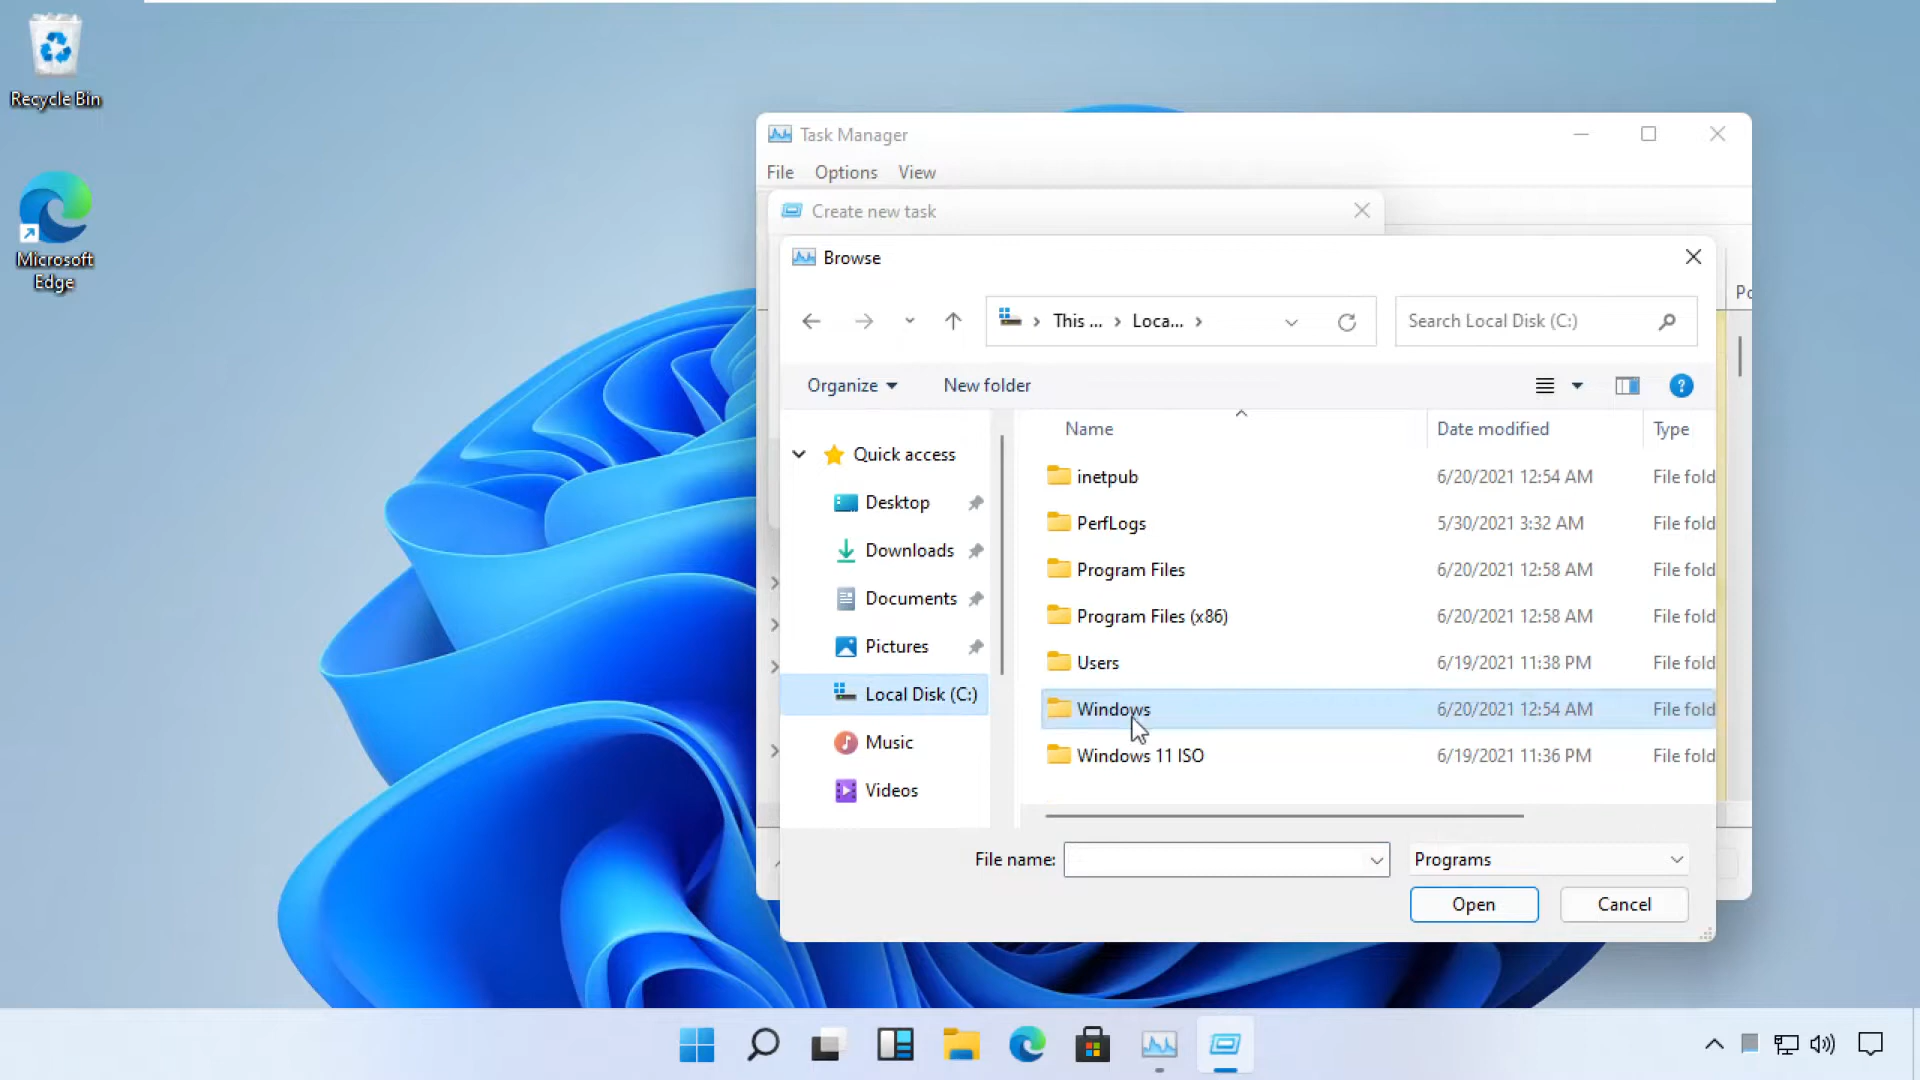 Recycle Bin
Microsoft
Edge
Task Manager
File Options View
Create new task
Browse
This ... Loca...
Search Local Disk (C:)
Organize New folder
Name Date modified Type
Quick access
Desktop
Downloads
Documents
Pictures
Local Disk (C:)
Music
Videos
inetpub 6/20/2021 12:54 AM File fold
PerfLogs 5/30/2021 3:32 AM File fold
Program Files 6/20/2021 12:58 AM File fold
Program Files (x86) 6/20/2021 12:58 AM File fold
Users 6/19/2021 11:38 PM File fold
Windows 6/20/2021 12:54 AM File fold
Windows 11 ISO 6/19/2021 11:36 PM File fold
File name: Programs
Open Cancel